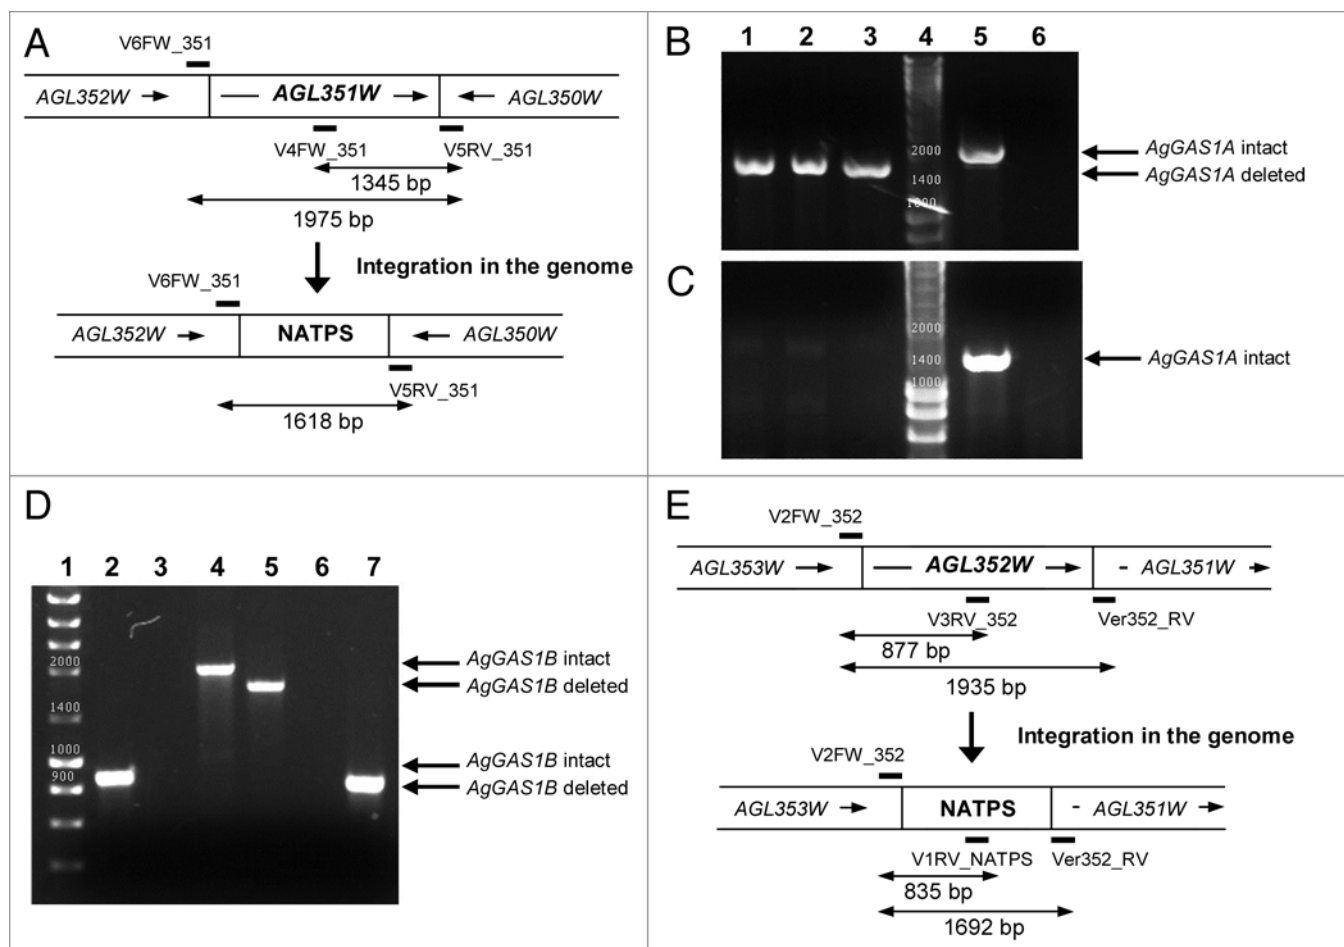 A
V6FW_351
AGL352W AGL351W AGL350W
V4FW_351 V5RV_351
1345 bp
1975 bp
Integration in the genome
V6FW_351
AGL352W NATPS AGL350W
V5RV_351
1618 bp
B
1 2 3 4 5 6
2000
1400
1000
AgGAS1A intact
AgGAS1A deleted
C
2000
1400
1000
AgGAS1A intact
D
1 2 3 4 5 6 7
2000
1400
1000
900
AgGAS1B intact
AgGAS1B deleted
AgGAS1B intact
AgGAS1B deleted
E
V2FW_352
AGL353W AGL352W AGL351W
V3RV_352 Ver352_RV
877 bp
1935 bp
Integration in the genome
V2FW_352
AGL353W NATPS AGL351W
V1RV_NATPS Ver352_RV
835 bp
1692 bp